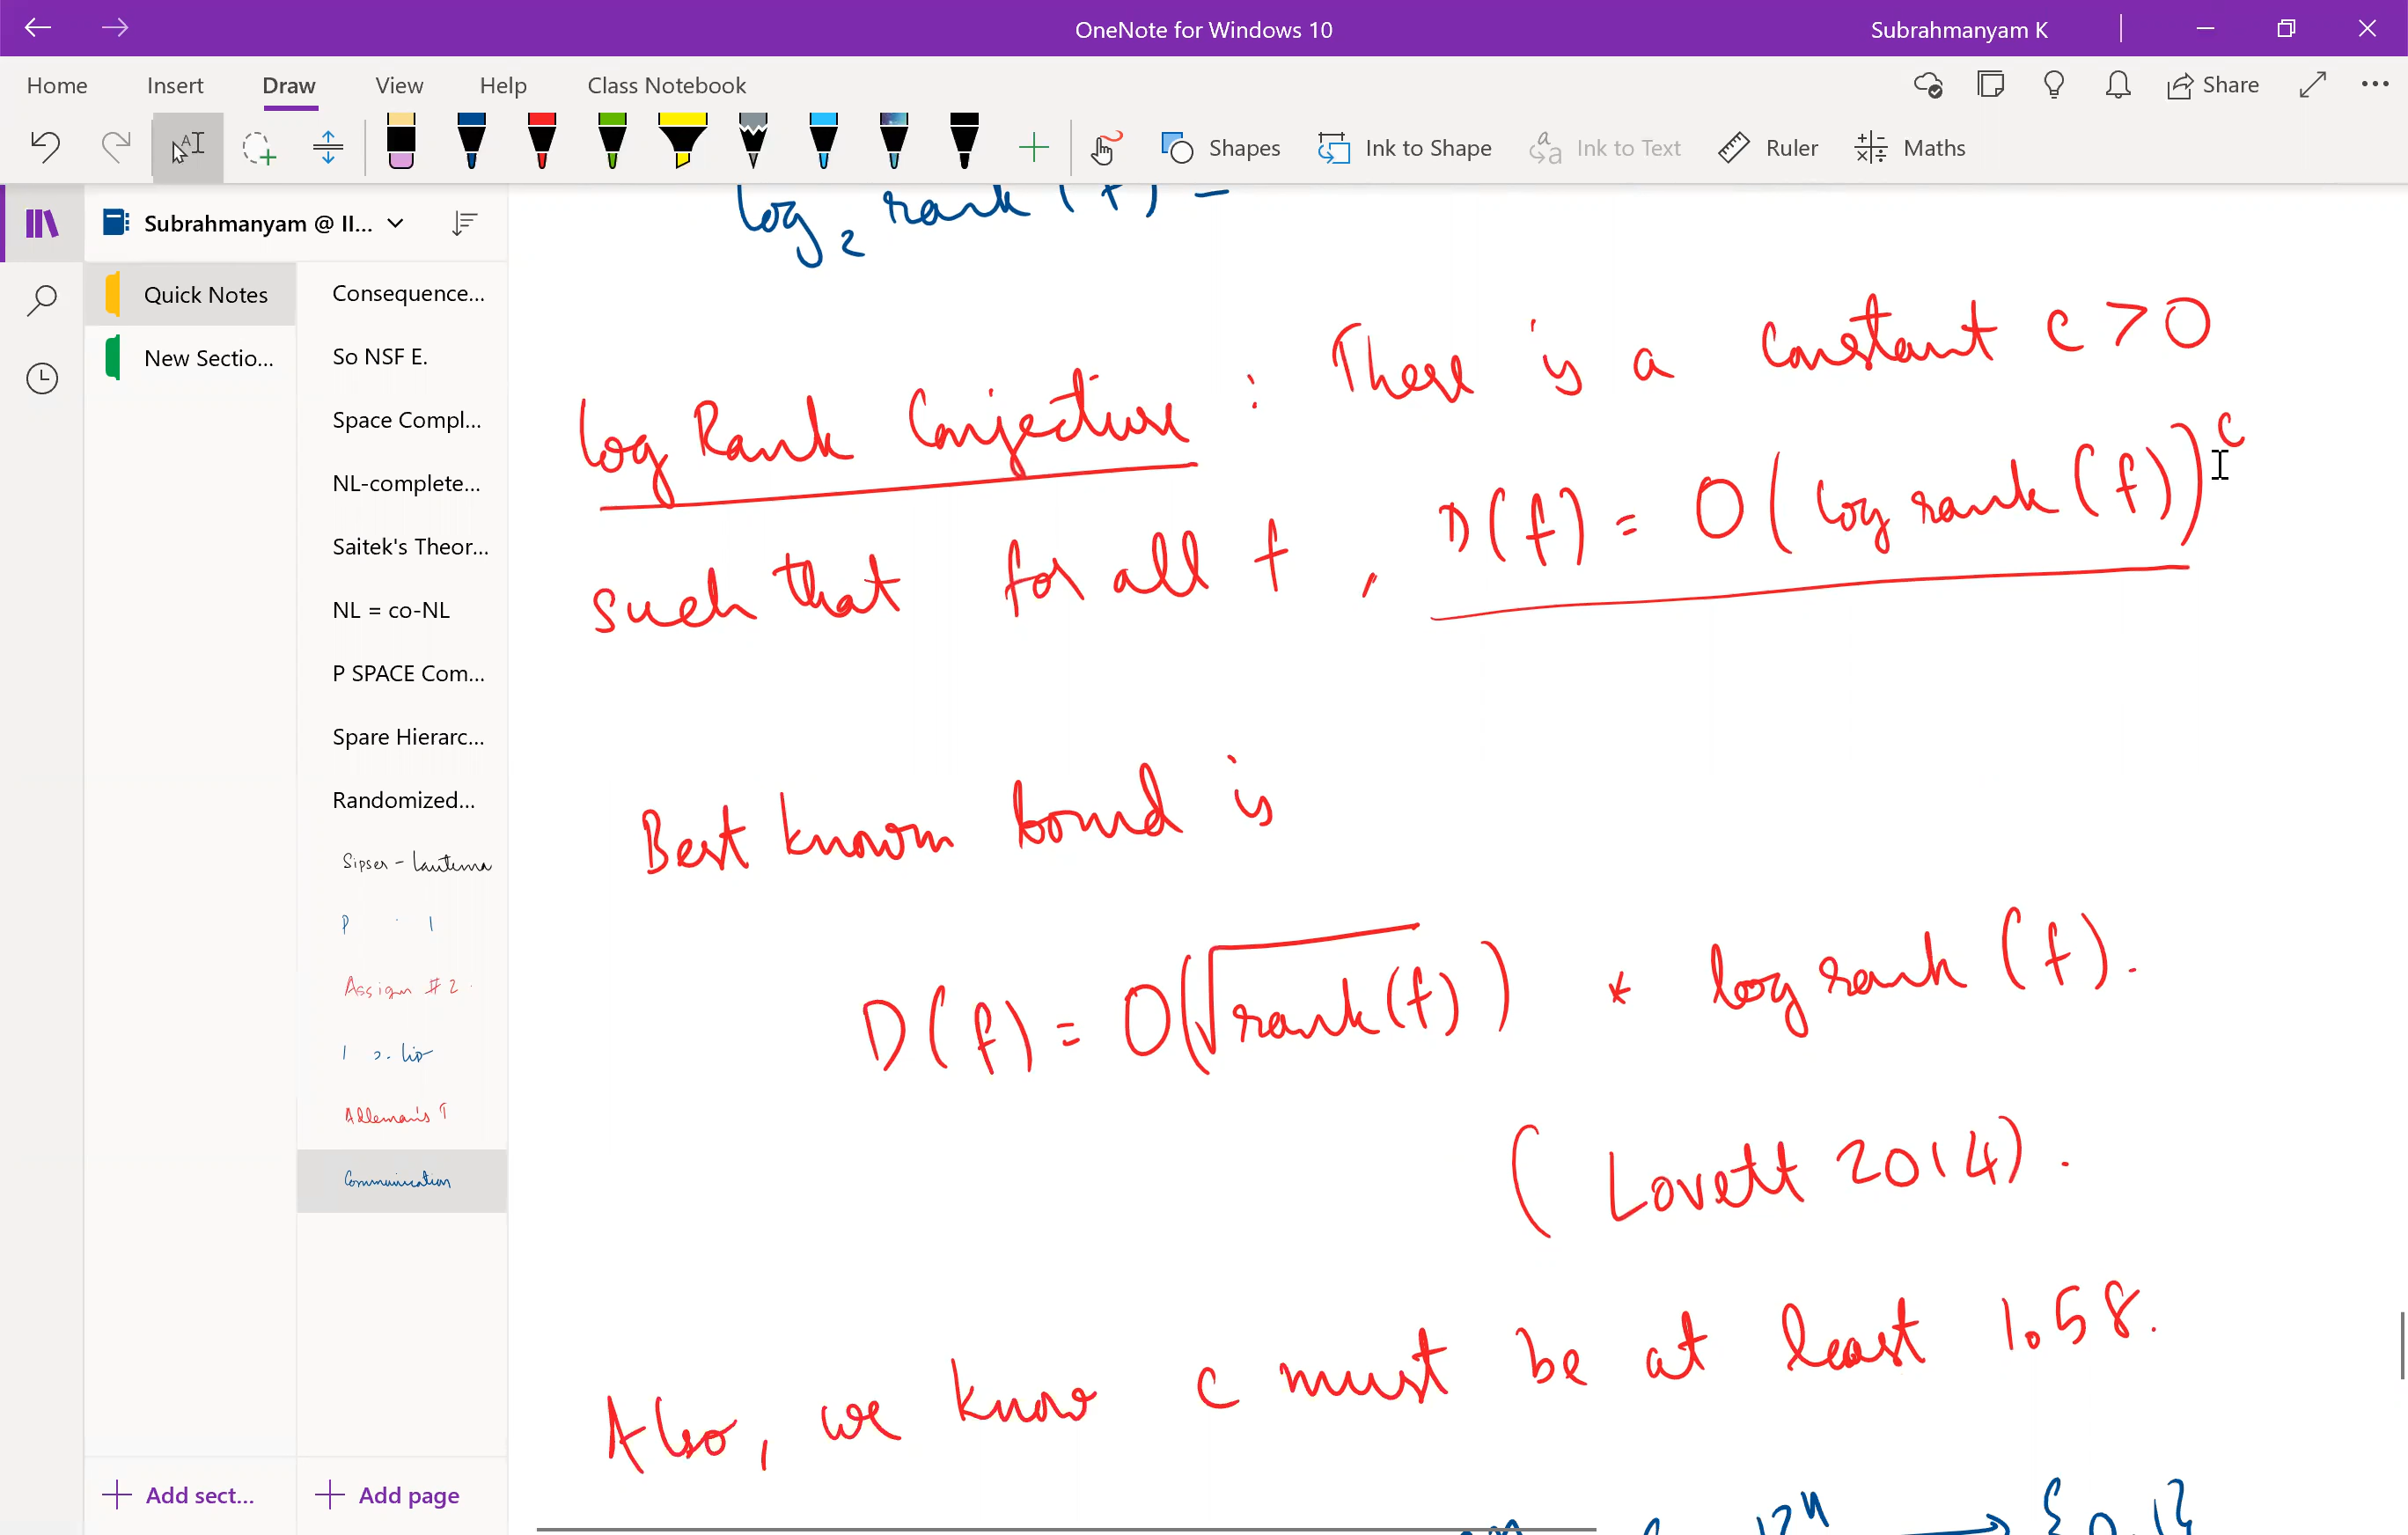 OneNote for Windows 10
Subrahmanyam K
Home Insert Draw View Help Class Notebook
Share
Shapes Ink to Shape Ink to Text Ruler Maths
Subrahmanyam @ II...
Quick Notes
New Sectio...
Consequence...
So NSF E.
Space Compl...
NL-complete...
Saitek's Theor...
NL = co-NL
P SPACE Com...
Spare Hierarc...
Randomized...
Sipser - Lautema
Assign #2
Communication
Add sect...
Add page
log₂ rank (f) =
Log Rank Conjecture : There is a constant c > 0
such that for all f , D(f) = O(log rank(f))^c
Best known bound is
D(f) = O(√rank(f)) * log rank (f).
(Lovett 2014).
Also, we know c must be at least 1.58.